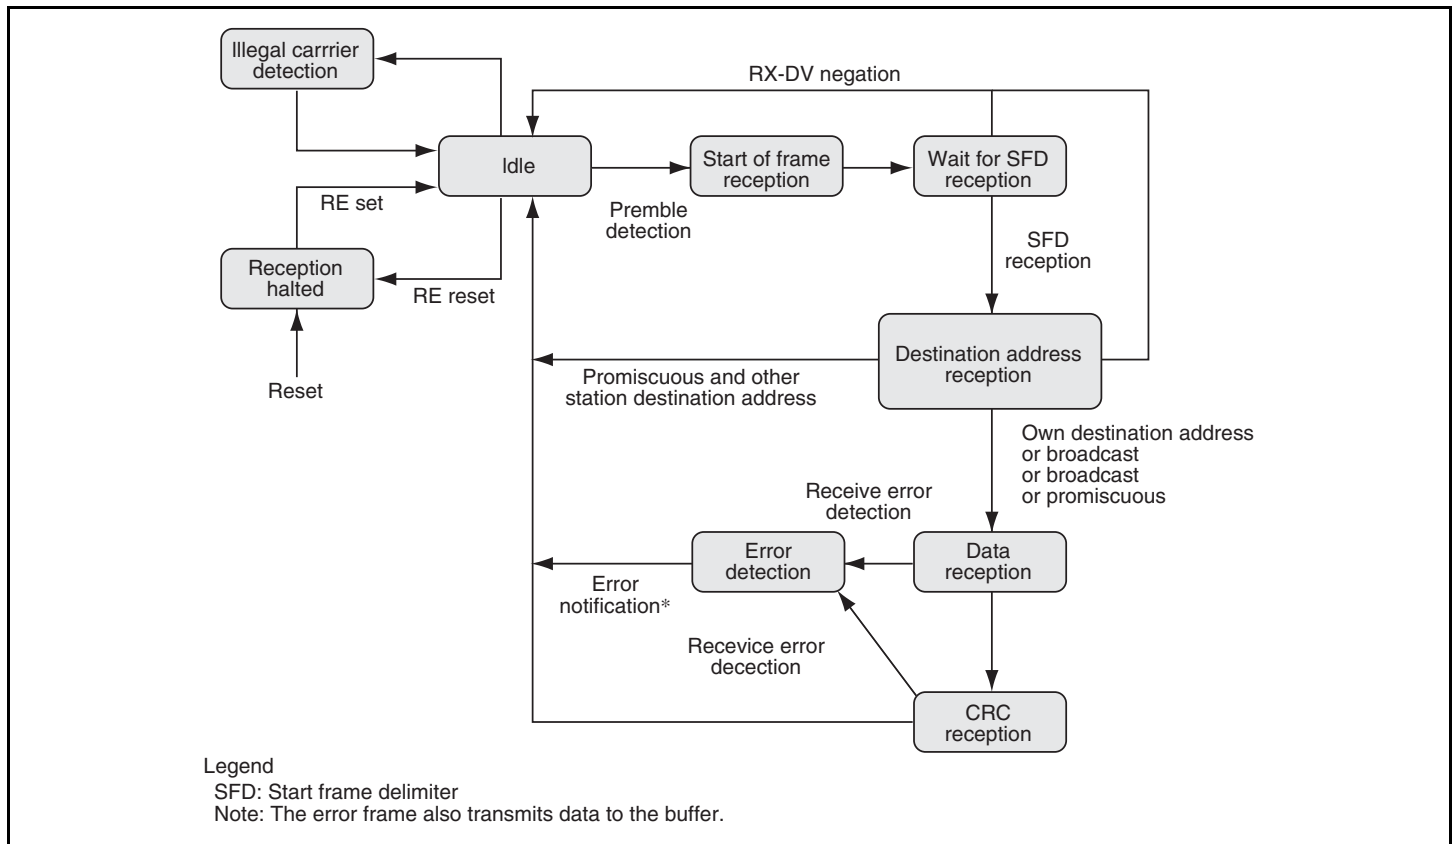 Illegal carrrier
detection
RX-DV negation
Idle
Start of frame
reception
Wait for SFD
reception
RE set
Premble
detection
SFD
reception
Reception
halted
RE reset
Reset
Destination address
reception
Promiscuous and other
station destination address
Own destination address
or broadcast
or broadcast
or promiscuous
Receive error
detection
Error
detection
Data
reception
Error
notification*
Recevice error
decection
CRC
reception
Legend
SFD: Start frame delimiter
Note: The error frame also transmits data to the buffer.